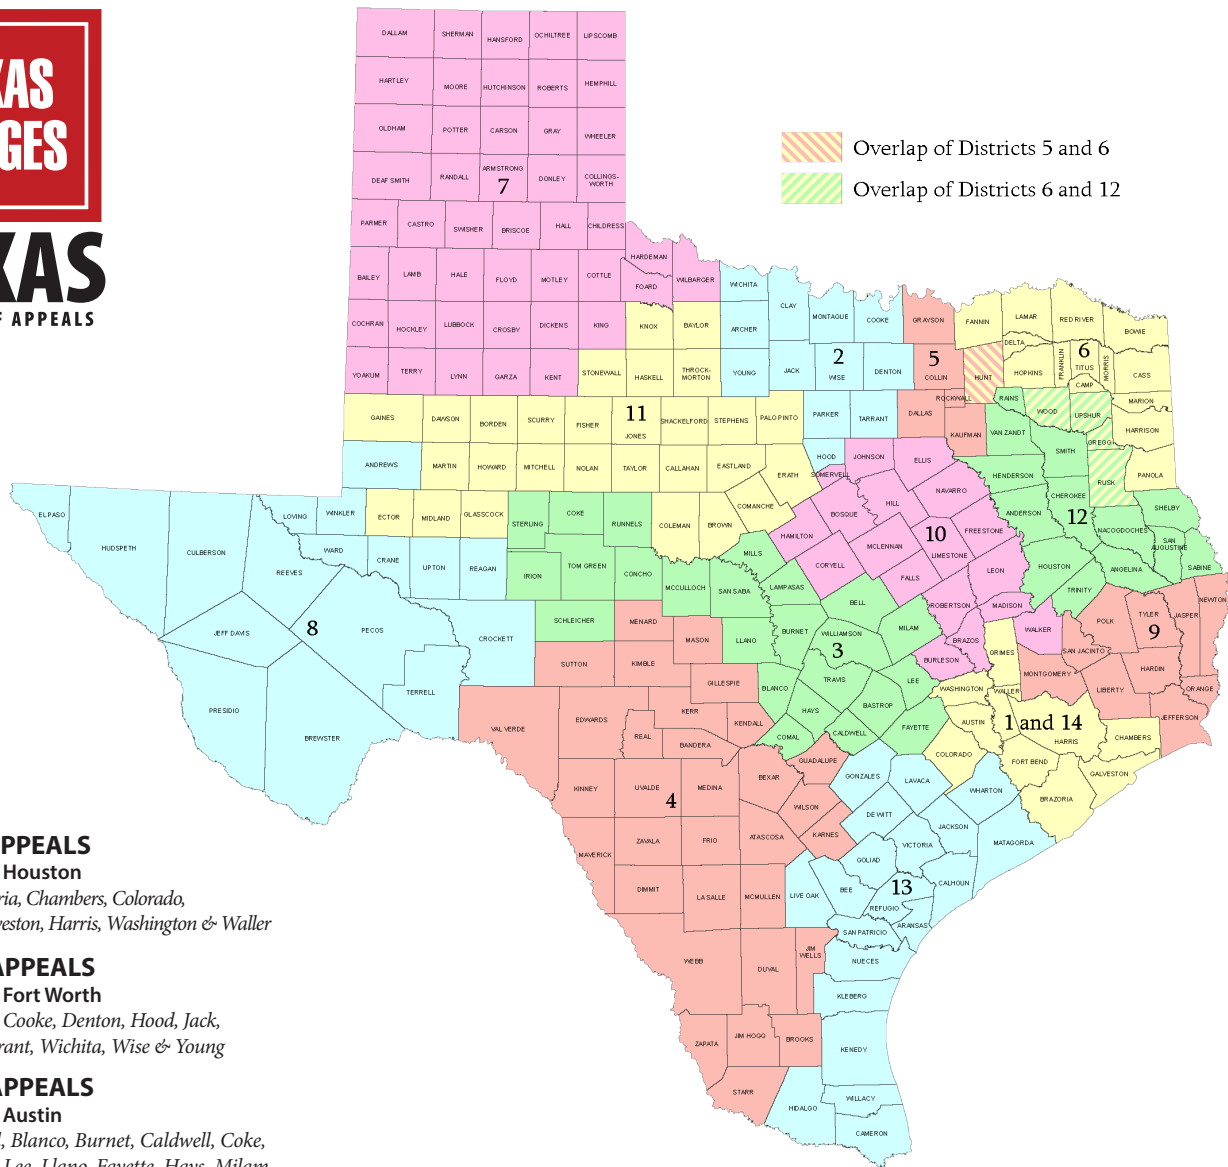 XAS
GES
XAS
F APPEALS
Overlap of Districts 5 and 6
Overlap of Districts 6 and 12
DALLAM SHERMAN HANSFORD OCHILTREE LIPSCOMB
HARTLEY MOORE HUTCHINSON ROBERTS HEMPHILL
OLDHAM POTTER CARSON GRAY WHEELER
DEAF SMITH RANDALL ARMSTRONG DONLEY COLLINGS-
WORTH
7
PARMER CASTRO SWISHER BRISCOE HALL CHILDRESS
HARDEMAN
BAILEY LAMB HALE FLOYD MOTLEY COTTLE FOARD WILBARGER WICHITA
CLAY MONTAGUE COOKE GRAYSON FANNIN LAMAR RED RIVER BOWIE
COCHRAN HOCKLEY LUBBOCK CROSBY DICKENS KING KNOX BAYLOR ARCHER
DELTA
2 5 6
YOAKUM TERRY LYNN GARZA KENT STONEWALL HASKELL THROCK-
MORTON YOUNG JACK WISE DENTON COLLIN HUNT HOPKINS FRANKLIN TITUS CAMP MORRIS CASS
ROCKWALL RAINS WOOD UPSHUR MARION
GAINES DAWSON BORDEN SCURRY FISHER 11 JONES SHACKELFORD STEPHENS PALO PINTO PARKER TARRANT DALLAS KAUFMAN VAN ZANDT SMITH GREGG HARRISON
ANDREWS MARTIN HOWARD MITCHELL NOLAN TAYLOR CALLAHAN EASTLAND ERATH HOOD SOMERVELL JOHNSON ELLIS HENDERSON RUSK PANOLA
NAVARRO CHEROKEE
EL PASO LOVING WINKLER ECTOR MIDLAND GLASSCOCK STERLING COKE RUNNELS COLEMAN BROWN COMANCHE BOSQUE HILL FREESTONE ANDERSON 12 NACOGDOCHES SHELBY
HUDSPETH CULBERSON REEVES WARD CRANE UPTON REAGAN IRION TOM GREEN CONCHO MCCULLOCH SAN SABA MILLS HAMILTON 10 MCLENNAN LIMESTONE SAN
AUGUSTINE
CORYELL FALLS LEON HOUSTON ANGELINA SABINE
LAMPASAS TRINITY
BELL ROBERTSON MADISON NEWTON
JEFF DAVIS 8 PECOS CROCKETT SCHLEICHER MENARD MASON LLANO BURNET WILLIAMSON MILAM BRAZOS WALKER POLK TYLER JASPER
3 9
SUTTON KIMBLE GRIMES SAN JACINTO
BURLESON MONTGOMERY HARDIN
PRESIDIO TERRELL GILLESPIE BLANCO TRAVIS LEE WASHINGTON WALLER LIBERTY ORANGE
BREWSTER VAL VERDE EDWARDS REAL KERR KENDALL HAYS BASTROP AUSTIN 1 and 14 JEFFERSON
BANDERA COMAL CALDWELL FAYETTE HARRIS CHAMBERS
GUADALUPE COLORADO FORT BEND
KINNEY UVALDE MEDINA BEXAR GONZALES LAVACA WHARTON GALVESTON
4 WILSON BRAZORIA
DE WITT JACKSON
MAVERICK ZAVALA FRIO ATASCOSA KARNES VICTORIA MATAGORDA
GOLIAD
DIMMIT LA SALLE MCMULLEN LIVE OAK BEE 13 CALHOUN
REFUGIO
ARANSAS
SAN PATRICIO
WEBB DUVAL JIM
WELLS NUECES
KLEBERG
ZAPATA JIM HOGG BROOKS KENEDY
STARR HIDALGO WILLACY
CAMERON
APPEALS
Houston
ria, Chambers, Colorado,
veston, Harris, Washington & Waller
APPEALS
Fort Worth
Cooke, Denton, Hood, Jack,
rant, Wichita, Wise & Young
APPEALS
Austin
l, Blanco, Burnet, Caldwell, Coke,
Lee, Llano, Fayette, Hays, Milam